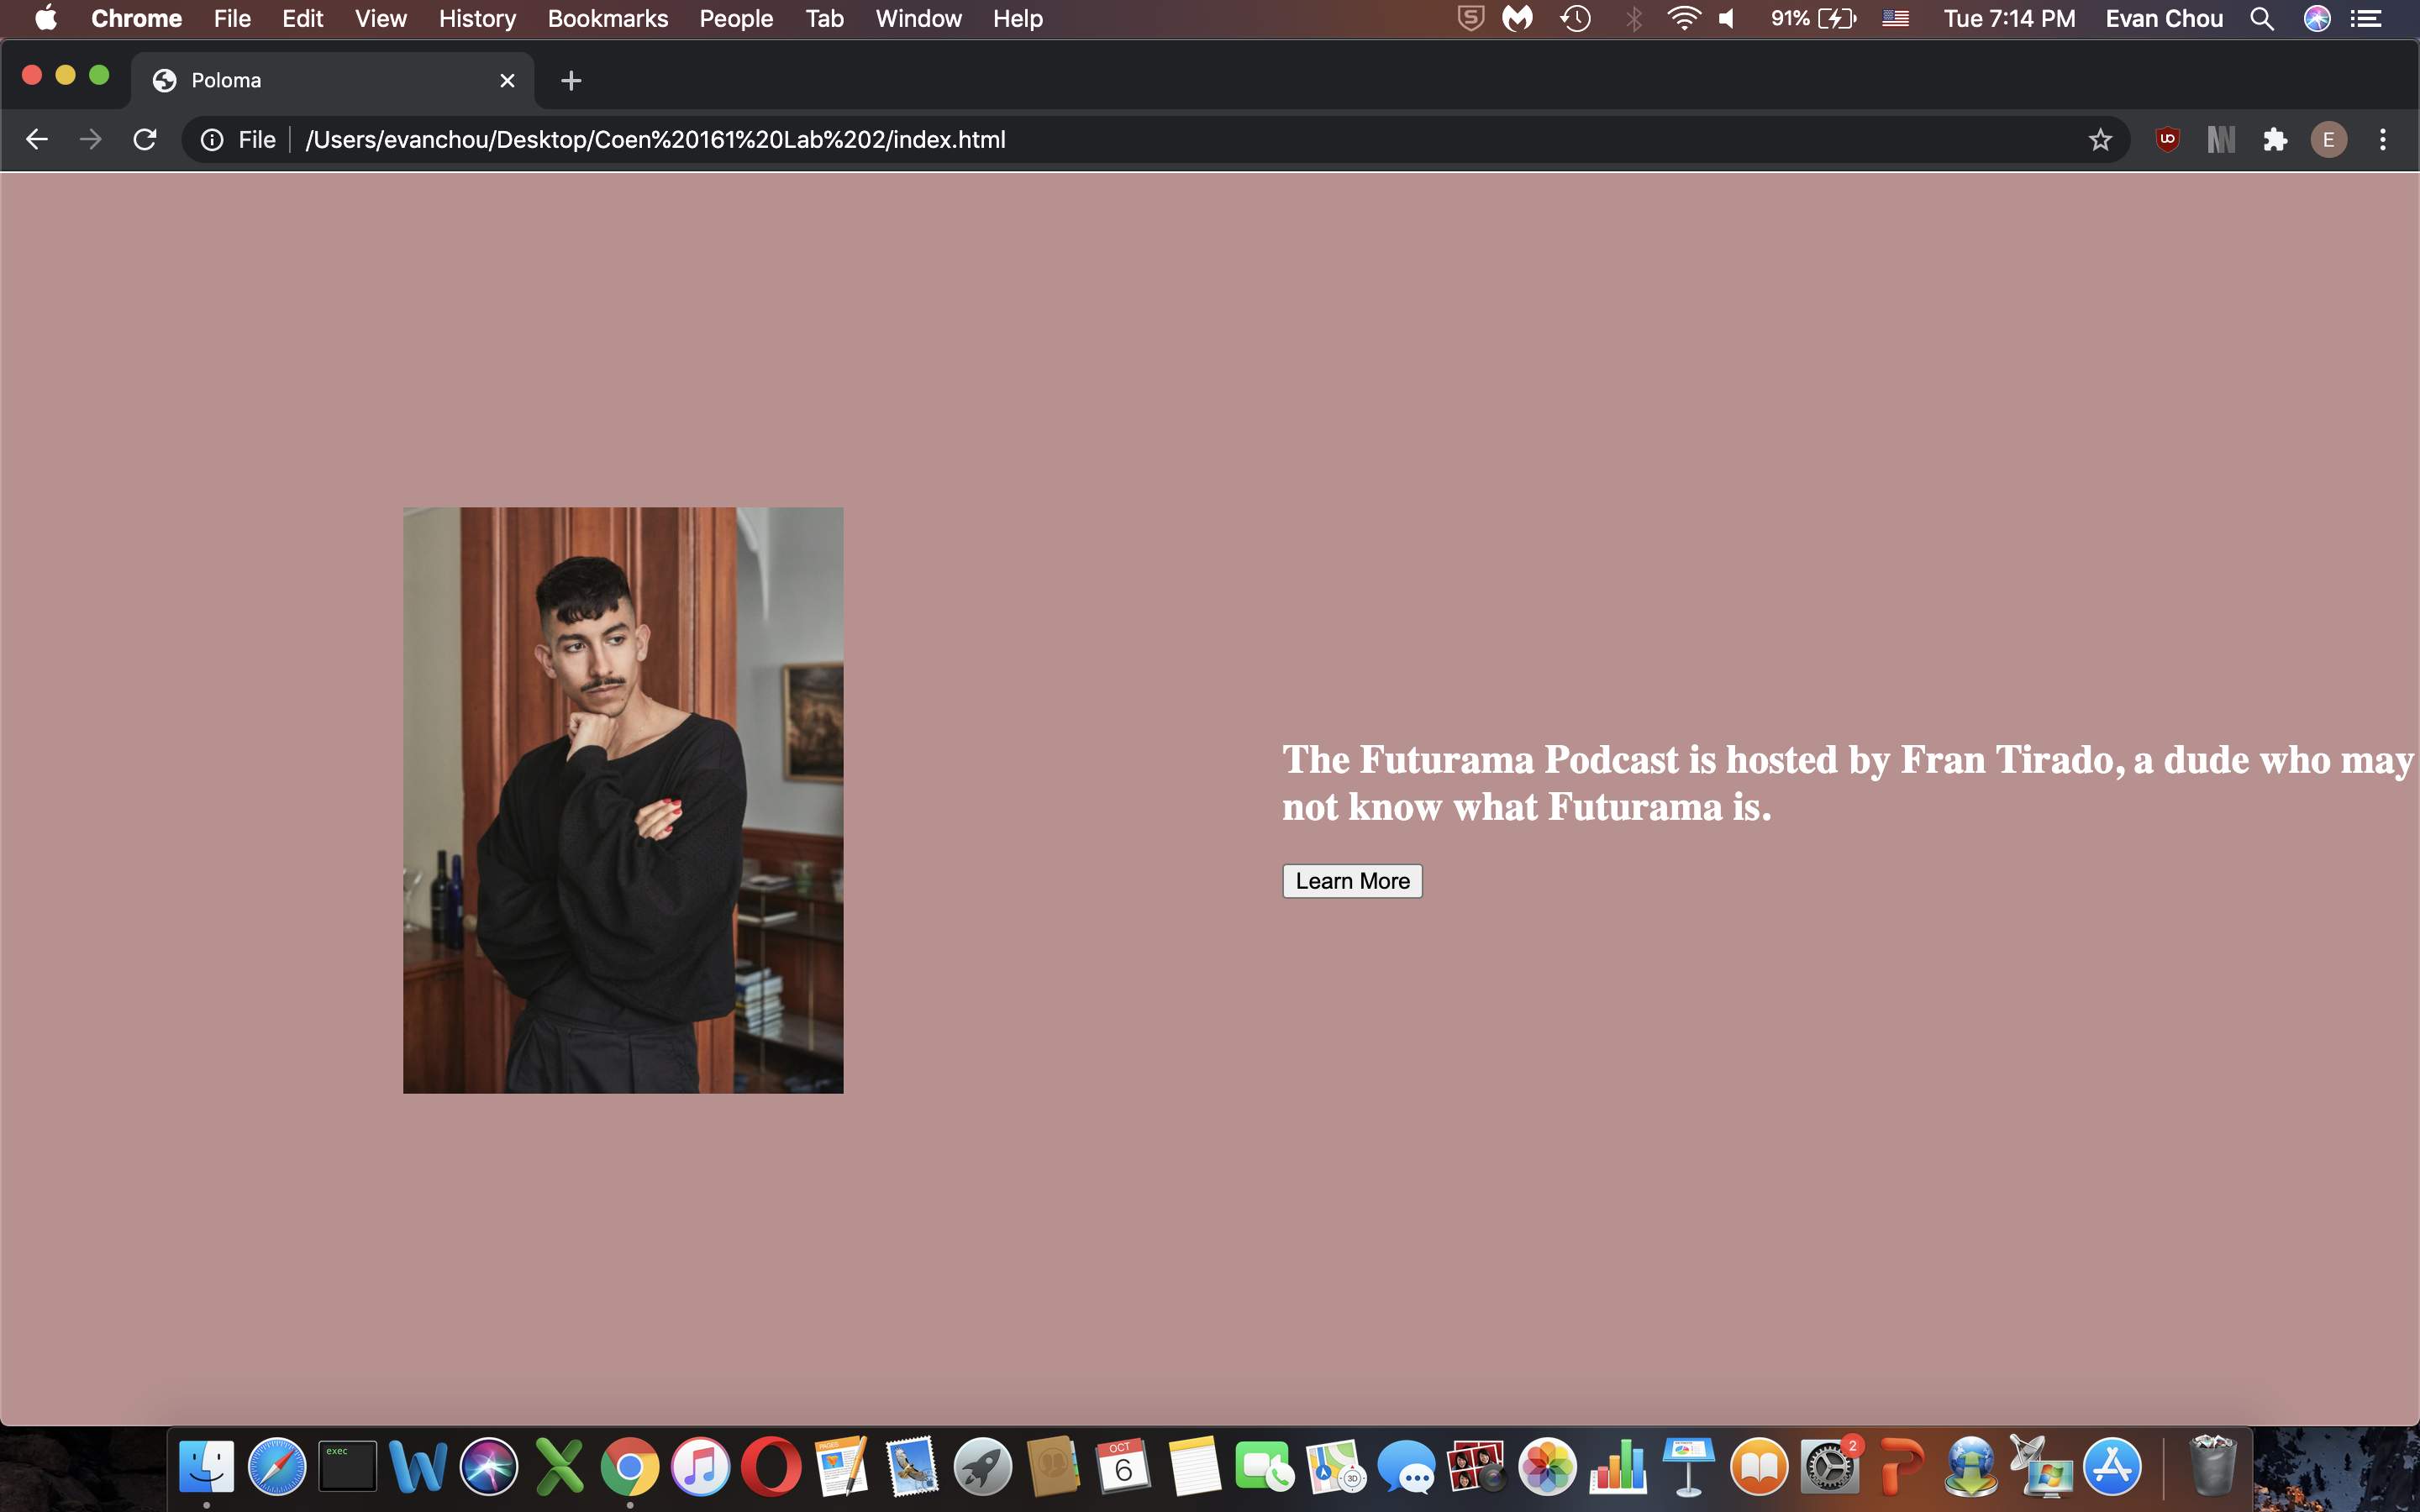 Chrome File Edit View History Bookmarks People Tab Window Help 91% Tue 7:14 PM Evan Chou
Poloma
File /Users/evanchou/Desktop/Coen%20161%20Lab%202/index.html E
The Futurama Podcast is hosted by Fran Tirado, a dude who may
not know what Futurama is.
Learn More
exec
PAGES
OCT
6
3D
2